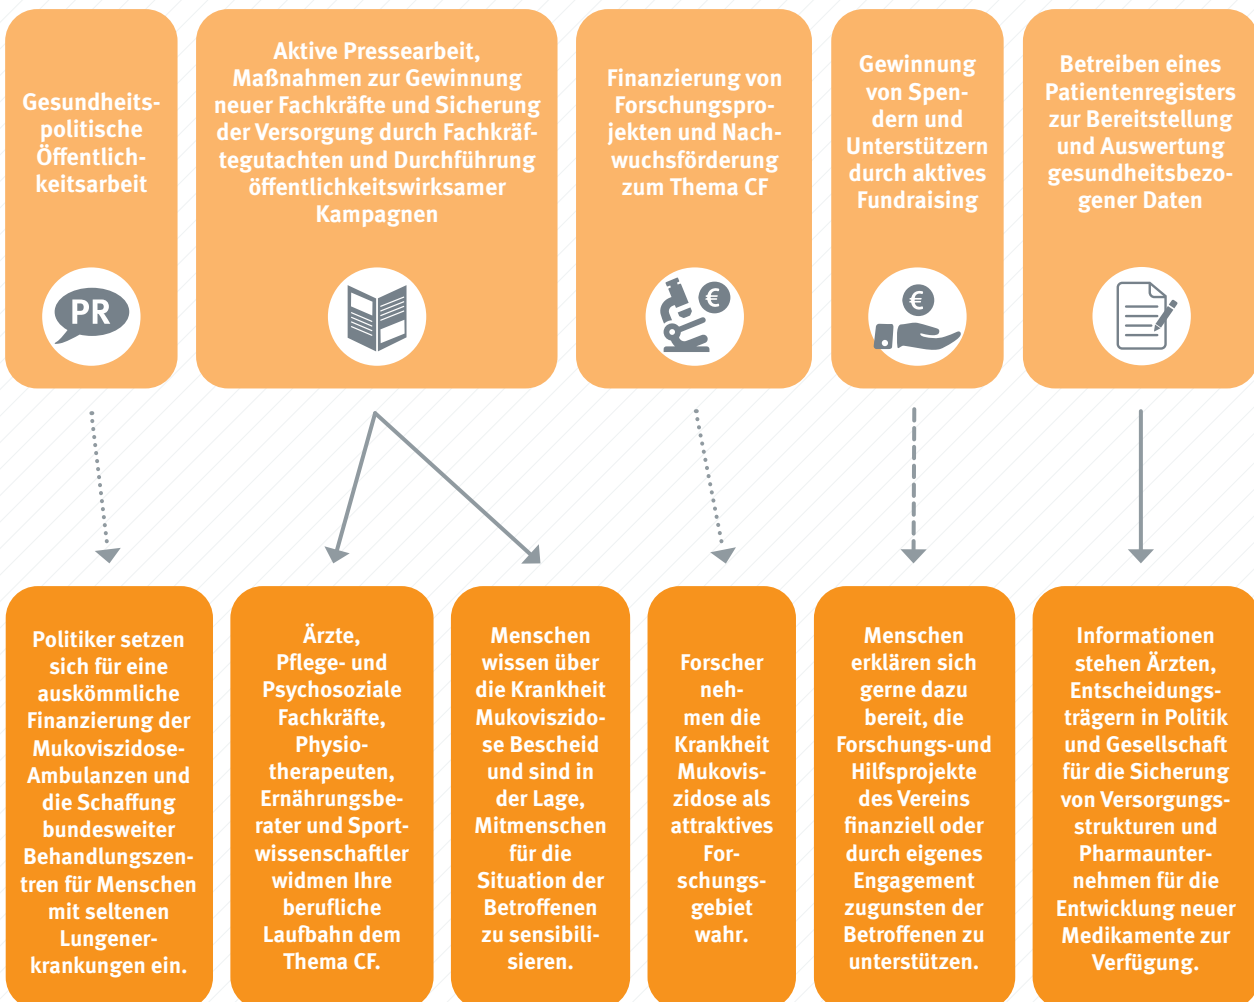 Gesundheits-
politische
Öffentlich-
keitsarbeit
PR
Aktive Pressearbeit,
Maßnahmen zur Gewinnung
neuer Fachkräfte und Sicherung
der Versorgung durch Fachkräf-
tegutachten und Durchführung
öffentlichkeitswirksamer
Kampagnen
Finanzierung von
Forschungspro-
jekten und Nach-
wuchsförderung
zum Thema CF
€
Gewinnung
von Spen-
dern und
Unterstützern
durch aktives
Fundraising
€
Betreiben eines
Patientenregisters
zur Bereitstellung
und Auswertung
gesundheitsbezo-
gener Daten
Politiker setzen
sich für eine
auskömmliche
Finanzierung der
Mukoviszidose-
Ambulanzen und
die Schaffung
bundesweiter
Behandlungszen-
tren für Menschen
mit seltenen
Lungener-
krankungen ein.
Ärzte,
Pflege- und
Psychosoziale
Fachkräfte,
Physio-
therapeuten,
Ernährungsbe-
rater und Sport-
wissenschaftler
widmen Ihre
berufliche
Laufbahn dem
Thema CF.
Menschen
wissen über
die Krankheit
Mukoviszido-
se Bescheid
und sind in
der Lage,
Mitmenschen
für die
Situation der
Betroffenen
zu sensibili-
sieren.
Forscher
neh-
men die
Krankheit
Mukovis-
zidose als
attraktives
For-
schungs-
gebiet
wahr.
Menschen
erklären sich
gerne dazu
bereit, die
Forschungs-und
Hilfsprojekte
des Vereins
finanziell oder
durch eigenes
Engagement
zugunsten der
Betroffenen zu
unterstützen.
Informationen
stehen Ärzten,
Entscheidungs-
trägern in Politik
und Gesellschaft
für die Sicherung
von Versorgungs-
strukturen und
Pharmaunter-
nehmen für die
Entwicklung neuer
Medikamente zur
Verfügung.